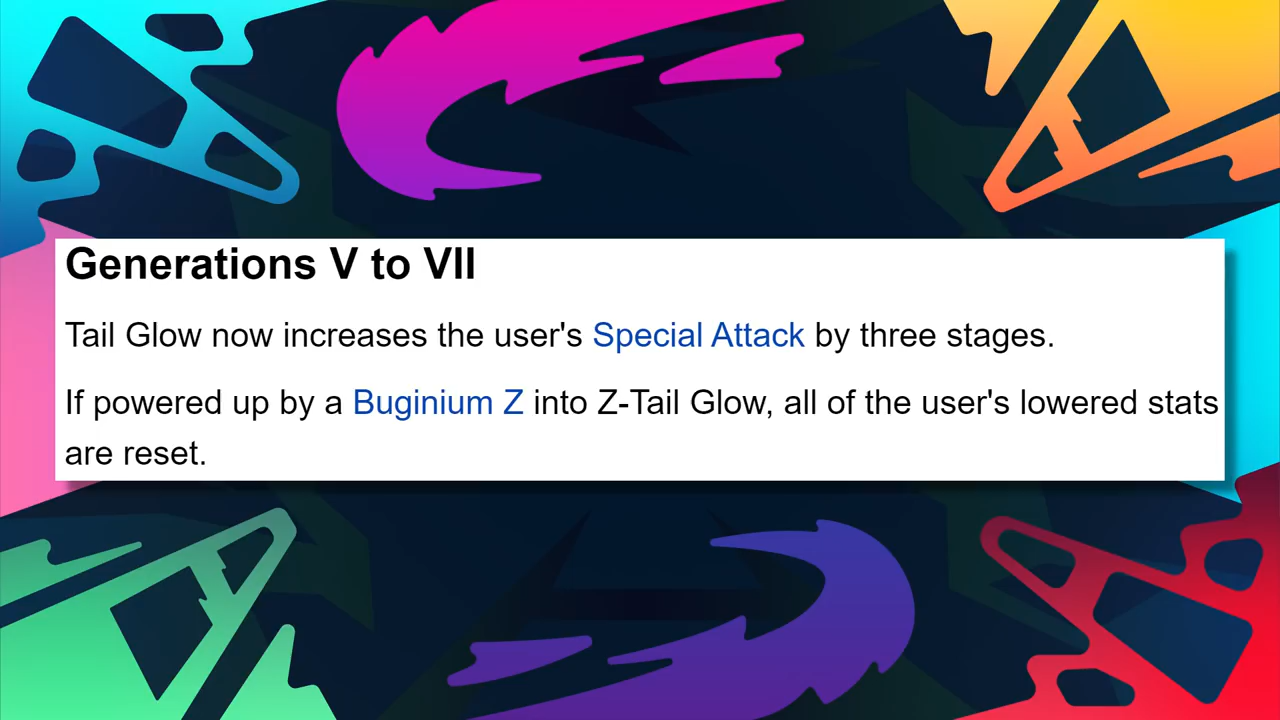 Generations V to VII
Tail Glow now increases the user's Special Attack by three stages.
If powered up by a Buginium Z into Z-Tail Glow, all of the user's lowered stats
are reset.